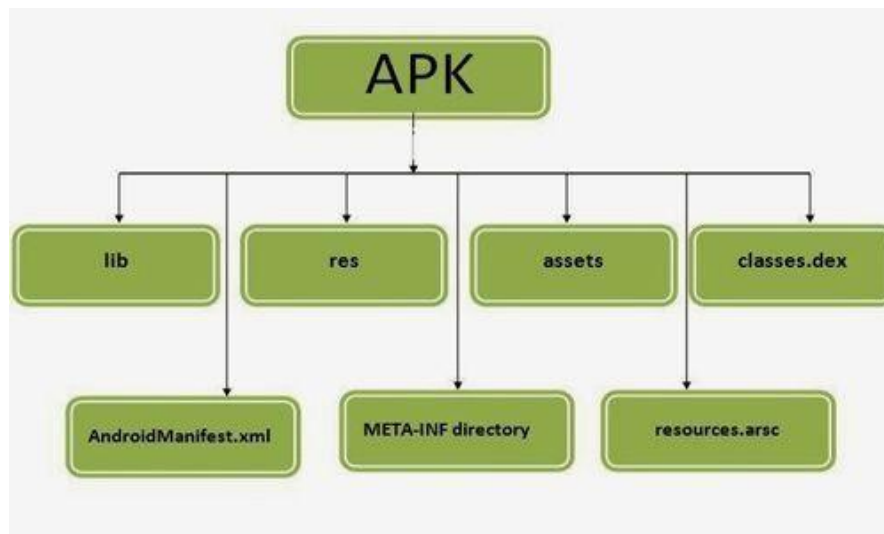 APK
lib
res
assets
classes.dex
AndroidManifest.xml
META-INF directory
resources.arsc